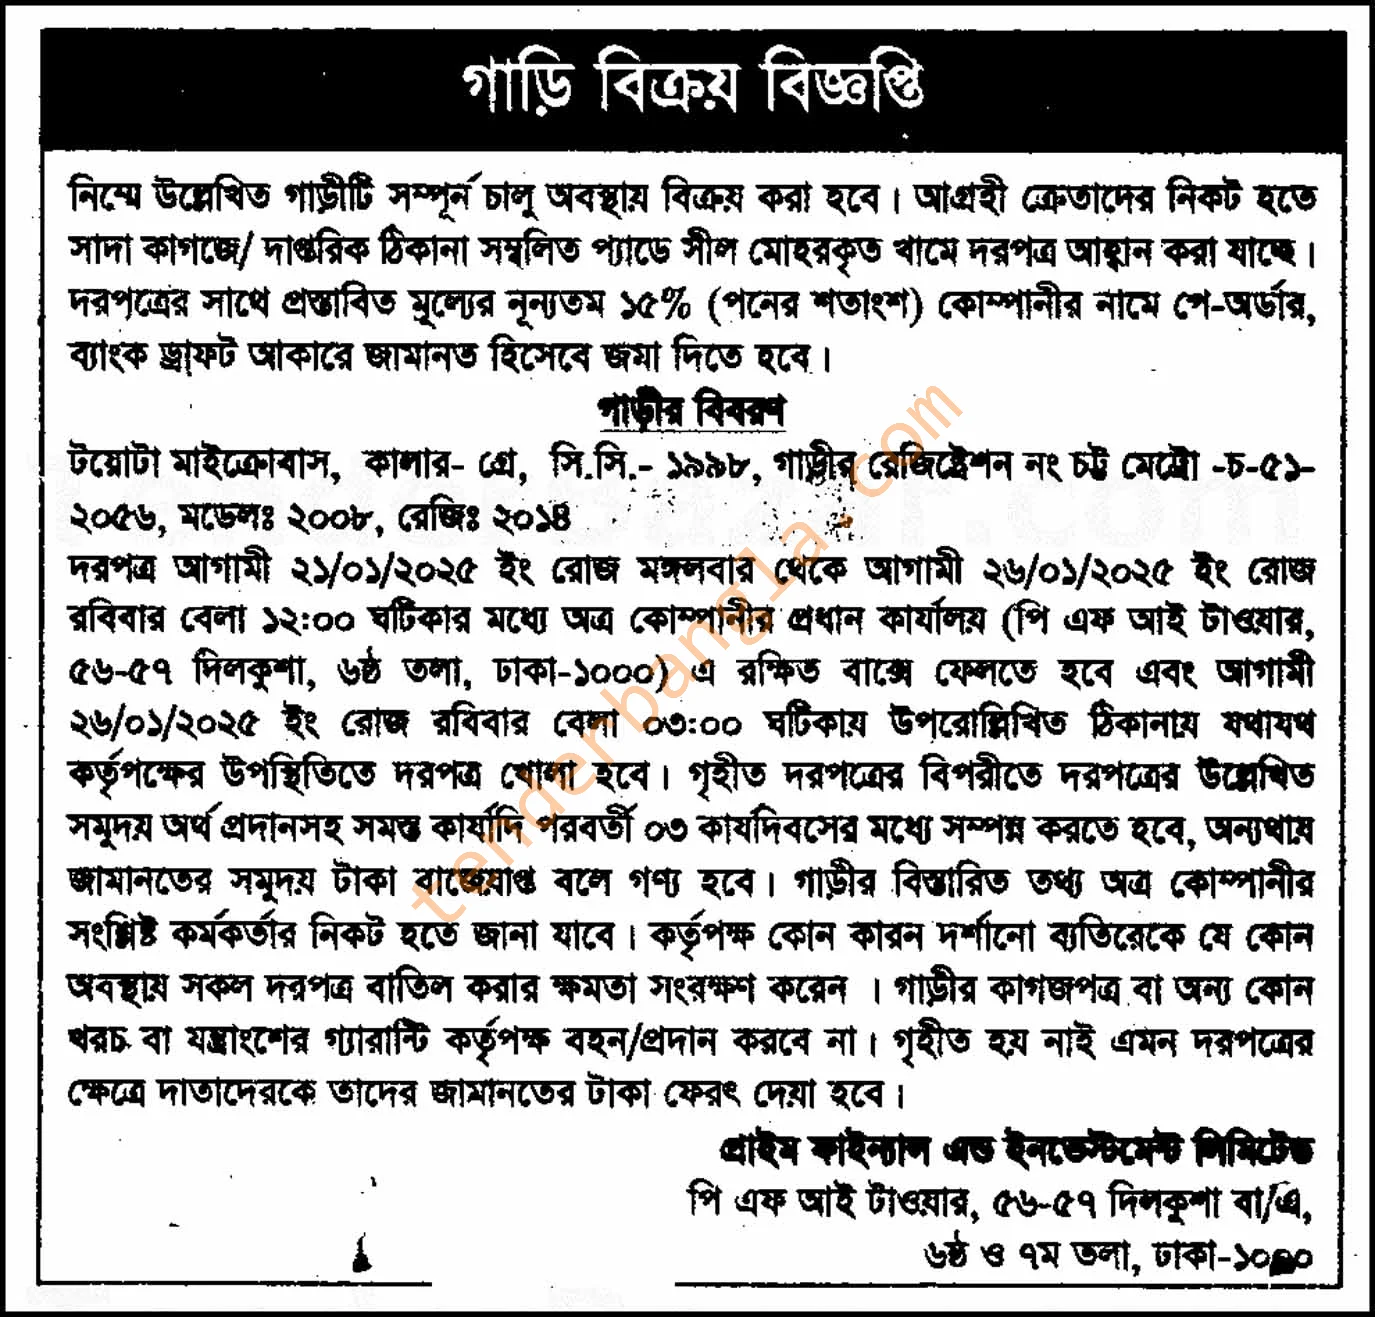 গাড়ি বিক্রয় বিজ্ঞপ্তি
নিম্মে উল্লেখিত গাড়ীটি সম্পূর্ন চালু অবস্থায় বিক্রয় করা হবে। আগ্রহী ক্রেতাদের নিকট হতে
সাদা কাগজে/ দাপ্তরিক ঠিকানা সম্বলিত প্যাডে সীল মোহরকৃত খামে দরপত্র আহ্বান করা যাচ্ছে।
দরপত্রের সাথে প্রস্তাবিত মুল্যের নূন্যতম ১৫% (পনের শতাংশ) কোম্পানীর নামে পে-অর্ডার,
ব্যাংক ড্রাফট আকারে জামানত হিসেবে জমা দিতে হবে।
গাড়ীর বিবরণ
টয়োটা মাইক্রোবাস, কালার- গ্রে, সি.সি.- ১৯৯৮, গাড়ীর রেজিষ্ট্রেশন নং চট্ট মেট্রো -চ-৫১-
২০৫৬, মডেলঃ ২০০৮, রেজিঃ ২০১৪
দরপত্র আগামী ২১/০১/২০২৫ ইং রোজ মঙ্গলবার থেকে আগামী ২৬/০১/২০২৫ ইং রোজ
রবিবার বেলা ১২:০০ ঘটিকার মধ্যে অত্র কোম্পানীর প্রধান কার্যালয় (পি এফ আই টাওয়ার,
৫৬-৫৭ দিলকুশা, ৬ষ্ঠ তলা, ঢাকা-১০০০) এ রক্ষিত বাক্সে ফেলতে হবে এবং আগামী
২৬/০১/২০২৫ ইং রোজ রবিবার বেলা ০৩:০০ ঘটিকায় উপরোল্লিখিত ঠিকানায় যথাযথ
কর্তৃপক্ষের উপস্থিতিতে দরপত্র খোলা হবে। গৃহীত দরপত্রের বিপরীতে দরপত্রের উল্লেখিত
সমুদয় অর্থ প্রদানসহ সমস্ত কার্যাদি পরবর্তী ০৩ কার্যদিবসের মধ্যে সম্পন্ন করতে হবে, অন্যথায়
জামানতের সমুদয় টাকা বাজেয়াপ্ত বলে গণ্য হবে। গাড়ীর বিস্তারিত তথ্য অত্র কোম্পানীর
সংশ্লিষ্ট কর্মকর্তার নিকট হতে জানা যাবে। কর্তৃপক্ষ কোন কারন দর্শানো ব্যতিরেকে যে কোন
অবস্থায় সকল দরপত্র বাতিল করার ক্ষমতা সংরক্ষণ করেন । গাড়ীর কাগজপত্র বা অন্য কোন
খরচ বা যন্ত্রাংশের গ্যারান্টি কর্তৃপক্ষ বহন/প্রদান করবে না। গৃহীত হয় নাই এমন দরপত্রের
ক্ষেত্রে দাতাদেরকে তাদের জামানতের টাকা ফেরৎ দেয়া হবে।
প্রাইম ফাইন্যান্স এন্ড ইনভেস্টমেন্ট লিমিটেড
পি এফ আই টাওয়ার, ৫৬-৫৭ দিলকুশা বা/এ,
৬ষ্ঠ ও ৭ম তলা, ঢাকা-১০০০
tenderbangla.com